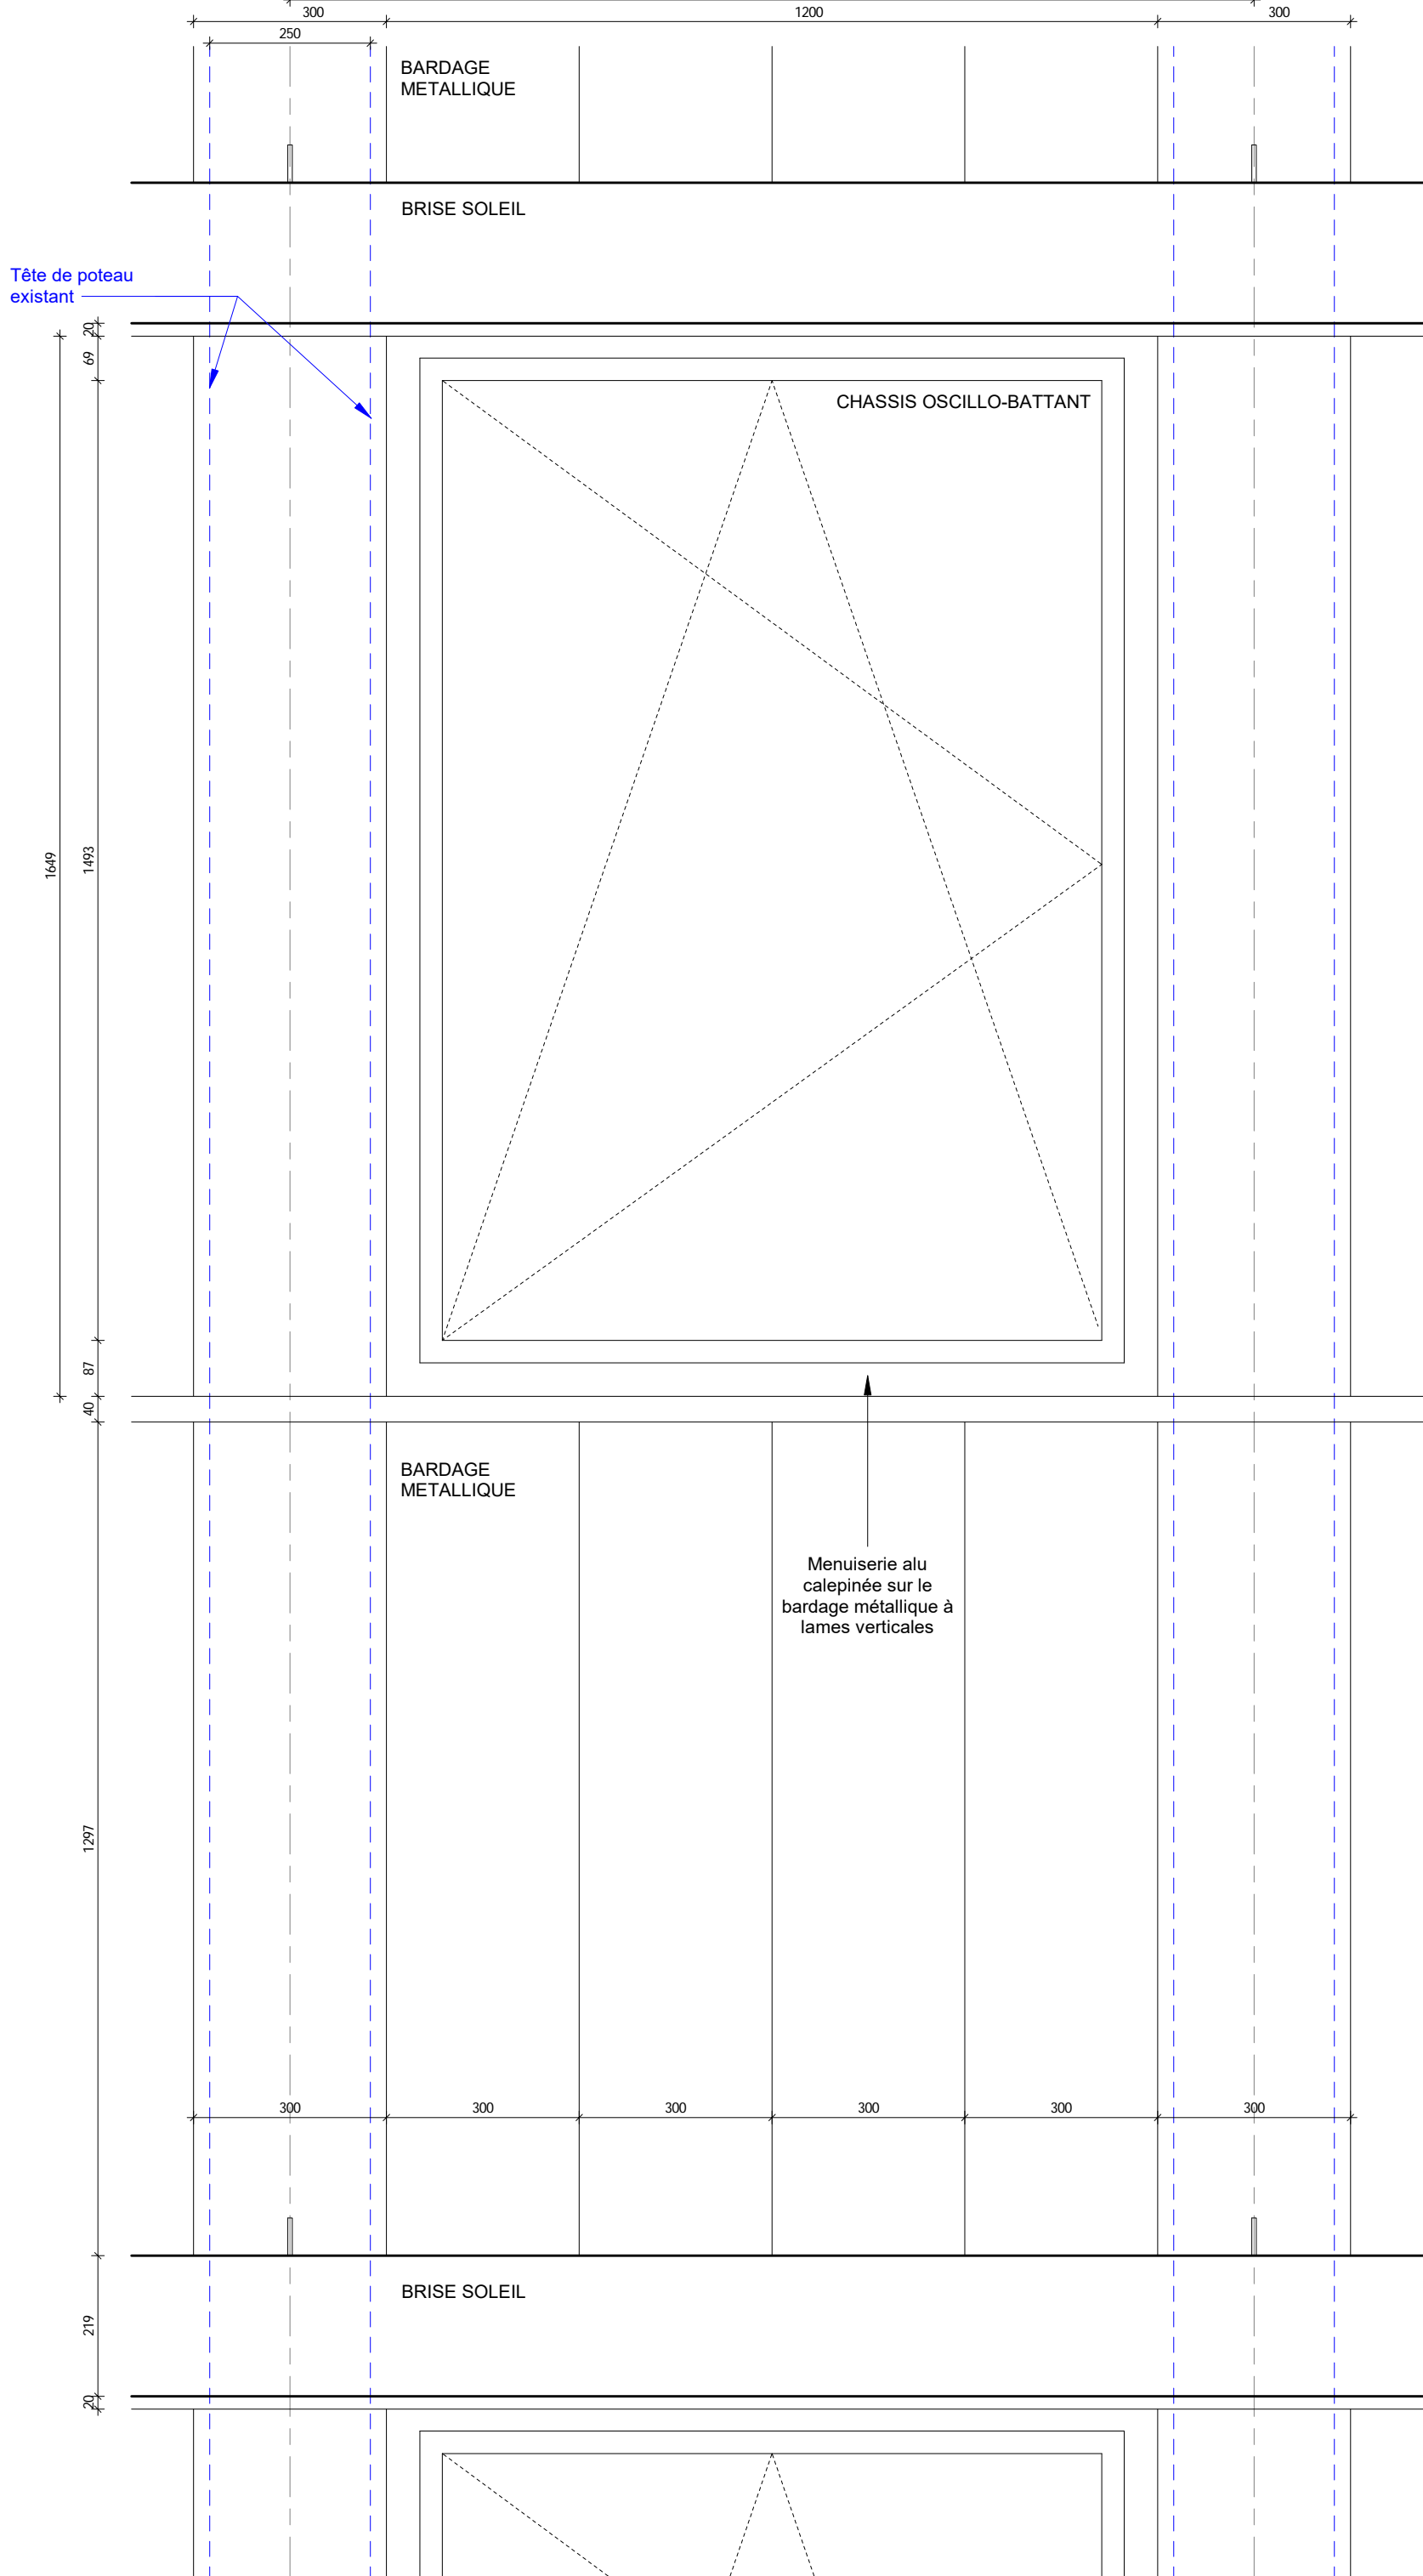 300
1200
300
250
BARDAGE
METALLIQUE
BRISE SOLEIL
Tête de poteau
existant
20
69
CHASSIS OSCILLO-BATTANT
1649
1493
87
40
BARDAGE
METALLIQUE
Menuiserie alu
calepinée sur le
bardage métallique à
lames verticales
1297
300
300
300
300
300
300
BRISE SOLEIL
219
20